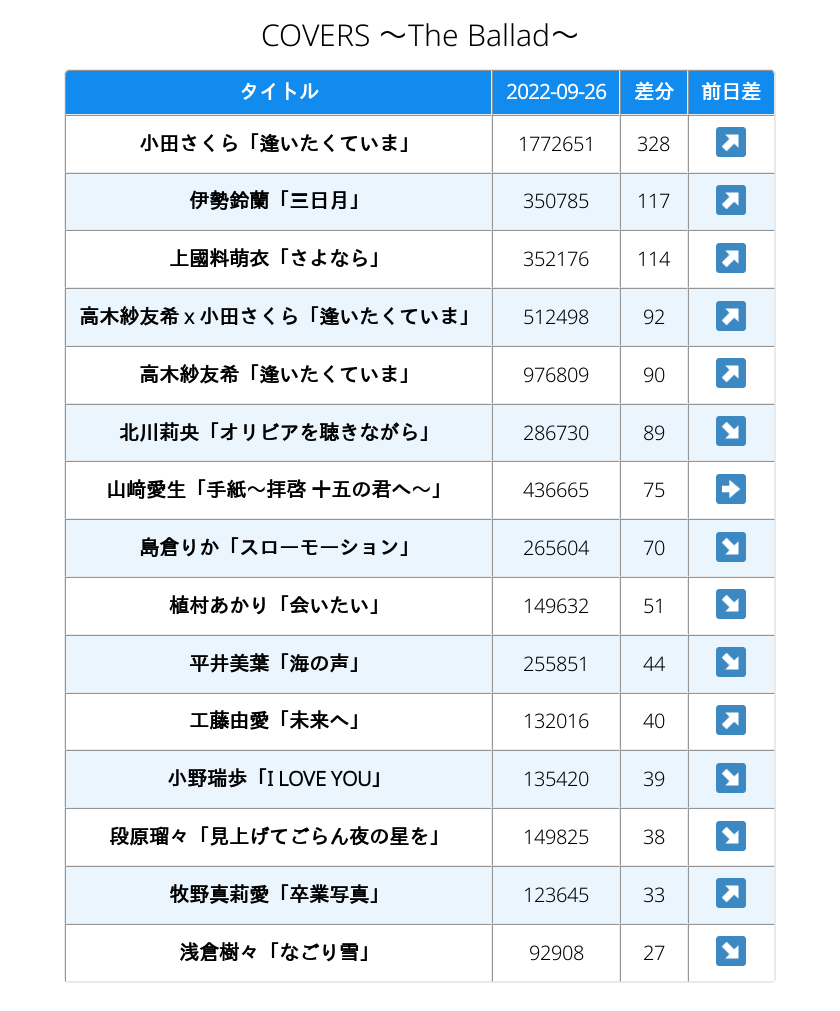 COVERS ～The Ballad～
タイトル 2022-09-26 差分 前日差
小田さくら「逢いたくていま」 1772651 328 ↗
伊勢鈴蘭「三日月」 350785 117 ↗
上國料萌衣「さよなら」 352176 114 ↗
高木紗友希 x 小田さくら「逢いたくていま」 512498 92 ↗
高木紗友希「逢いたくていま」 976809 90 ↗
北川莉央「オリビアを聴きながら」 286730 89 ↘
山﨑愛生「手紙～拝啓 十五の君へ～」 436665 75 ➡
島倉りか「スローモーション」 265604 70 ↘
植村あかり「会いたい」 149632 51 ↘
平井美葉「海の声」 255851 44 ↘
工藤由愛「未来へ」 132016 40 ↗
小野瑞歩「I LOVE YOU」 135420 39 ↘
段原瑠々「見上げてごらん夜の星を」 149825 38 ↘
牧野真莉愛「卒業写真」 123645 33 ↗
浅倉樹々「なごり雪」 92908 27 ↘